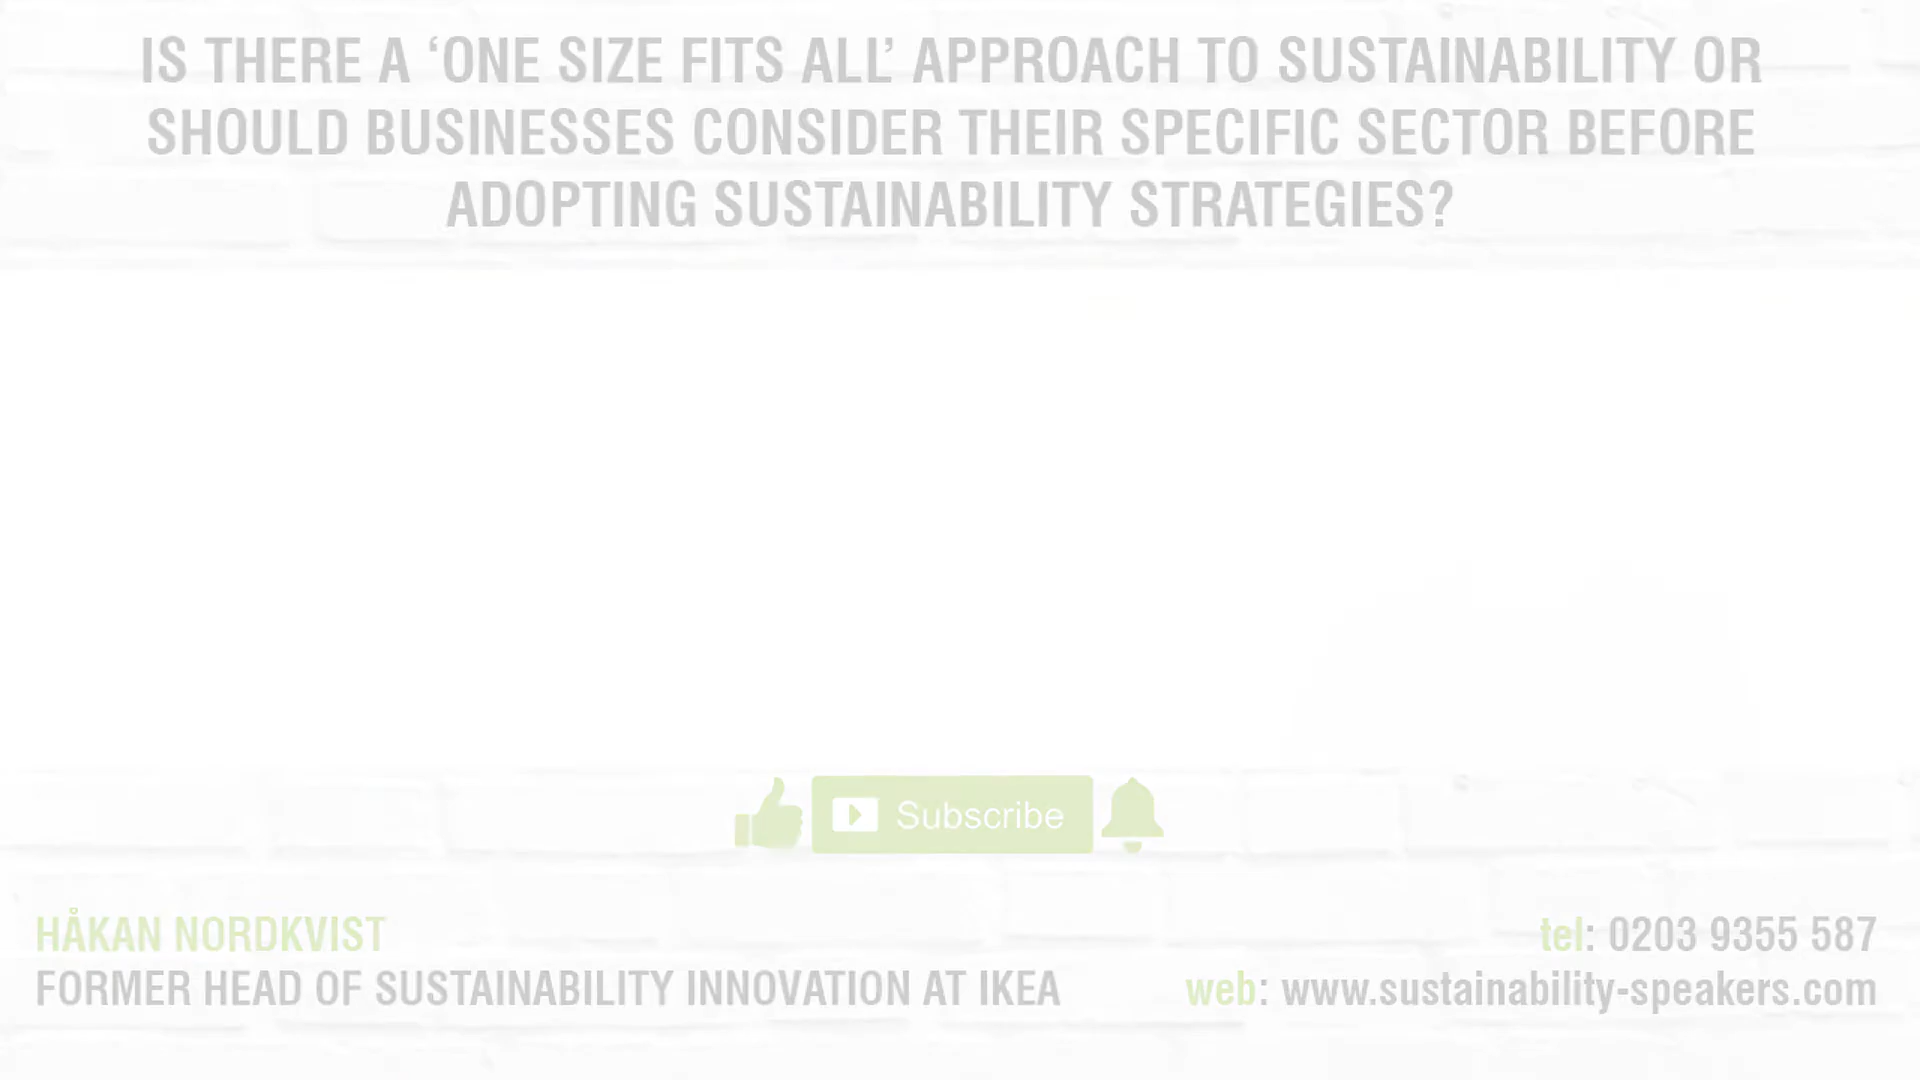 IS THERE A ‘ONE SIZE FITS ALL’ APPROACH TO SUSTAINABILITY OR
SHOULD BUSINESSES CONSIDER THEIR SPECIFIC SECTOR BEFORE
ADOPTING SUSTAINABILITY STRATEGIES?
Subscribe
HÅKAN NORDKVIST
FORMER HEAD OF SUSTAINABILITY INNOVATION AT IKEA
tel: 0203 9355 587
web: www.sustainability-speakers.com